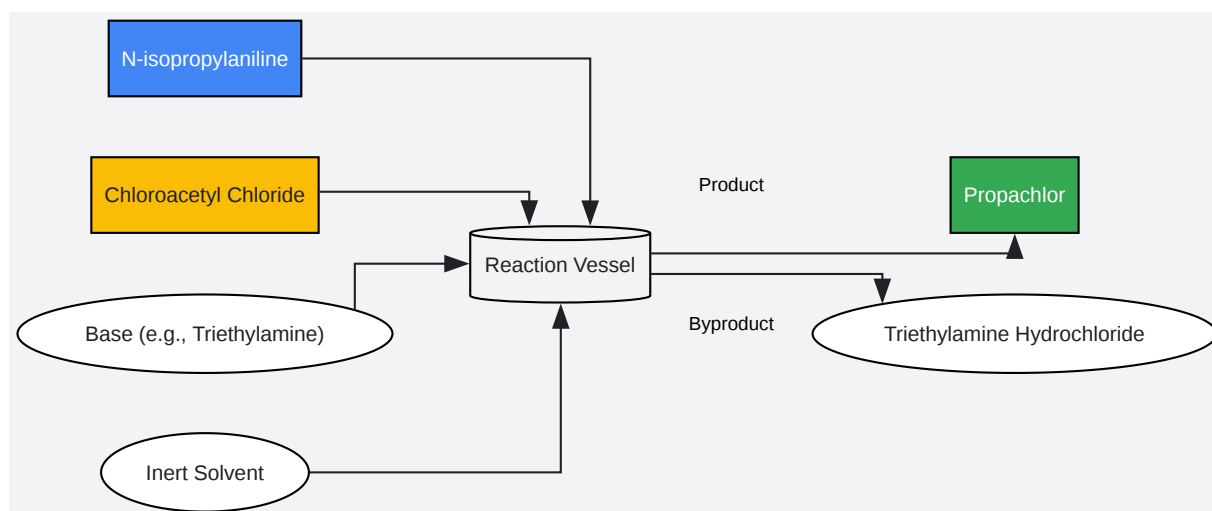 N-isopropylaniline
Chloroacetyl Chloride
Product
Propachlor
Reaction Vessel
Base (e.g., Triethylamine)
Byproduct
Triethylamine Hydrochloride
Inert Solvent